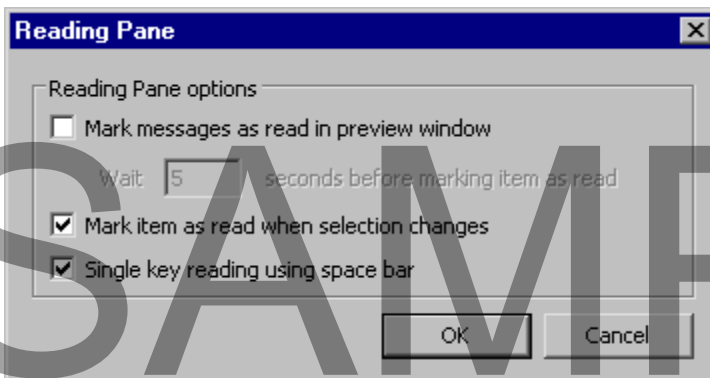 Reading Pane
Reading Pane options
Mark messages as read in preview window
Wait 5 seconds before marking item as read
Mark item as read when selection changes
Single key reading using space bar
OK Cancel
SAMP